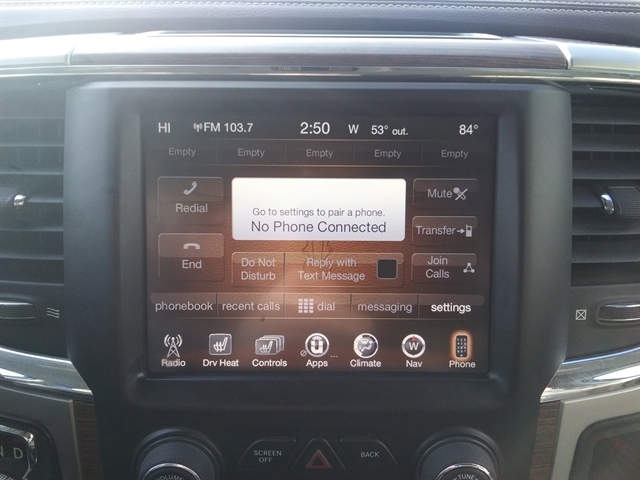 HI FM 103.7 2:50 W 53° out. 84°
Empty Empty Empty Empty Empty
Redial
Go to settings to pair a phone.
No Phone Connected
Mute
Transfer
End
Do Not
Disturb
Reply with
Text Message
Join
Calls
phonebook recent calls dial messaging settings
Radio Drv Heat Controls Apps ... Climate Nav Phone
W
N D
SCREEN
OFF
BACK
TUNE